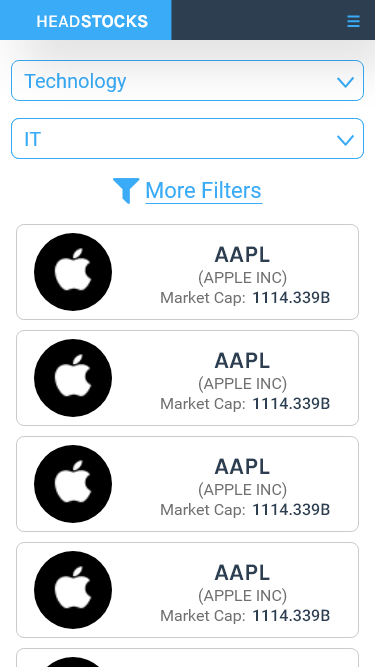 HEADSTOCKS
Technology
IT
More Filters
AAPL
(APPLE INC)
Market Cap: 1114.339B
AAPL
(APPLE INC)
Market Cap: 1114.339B
AAPL
(APPLE INC)
Market Cap: 1114.339B
AAPL
(APPLE INC)
Market Cap: 1114.339B